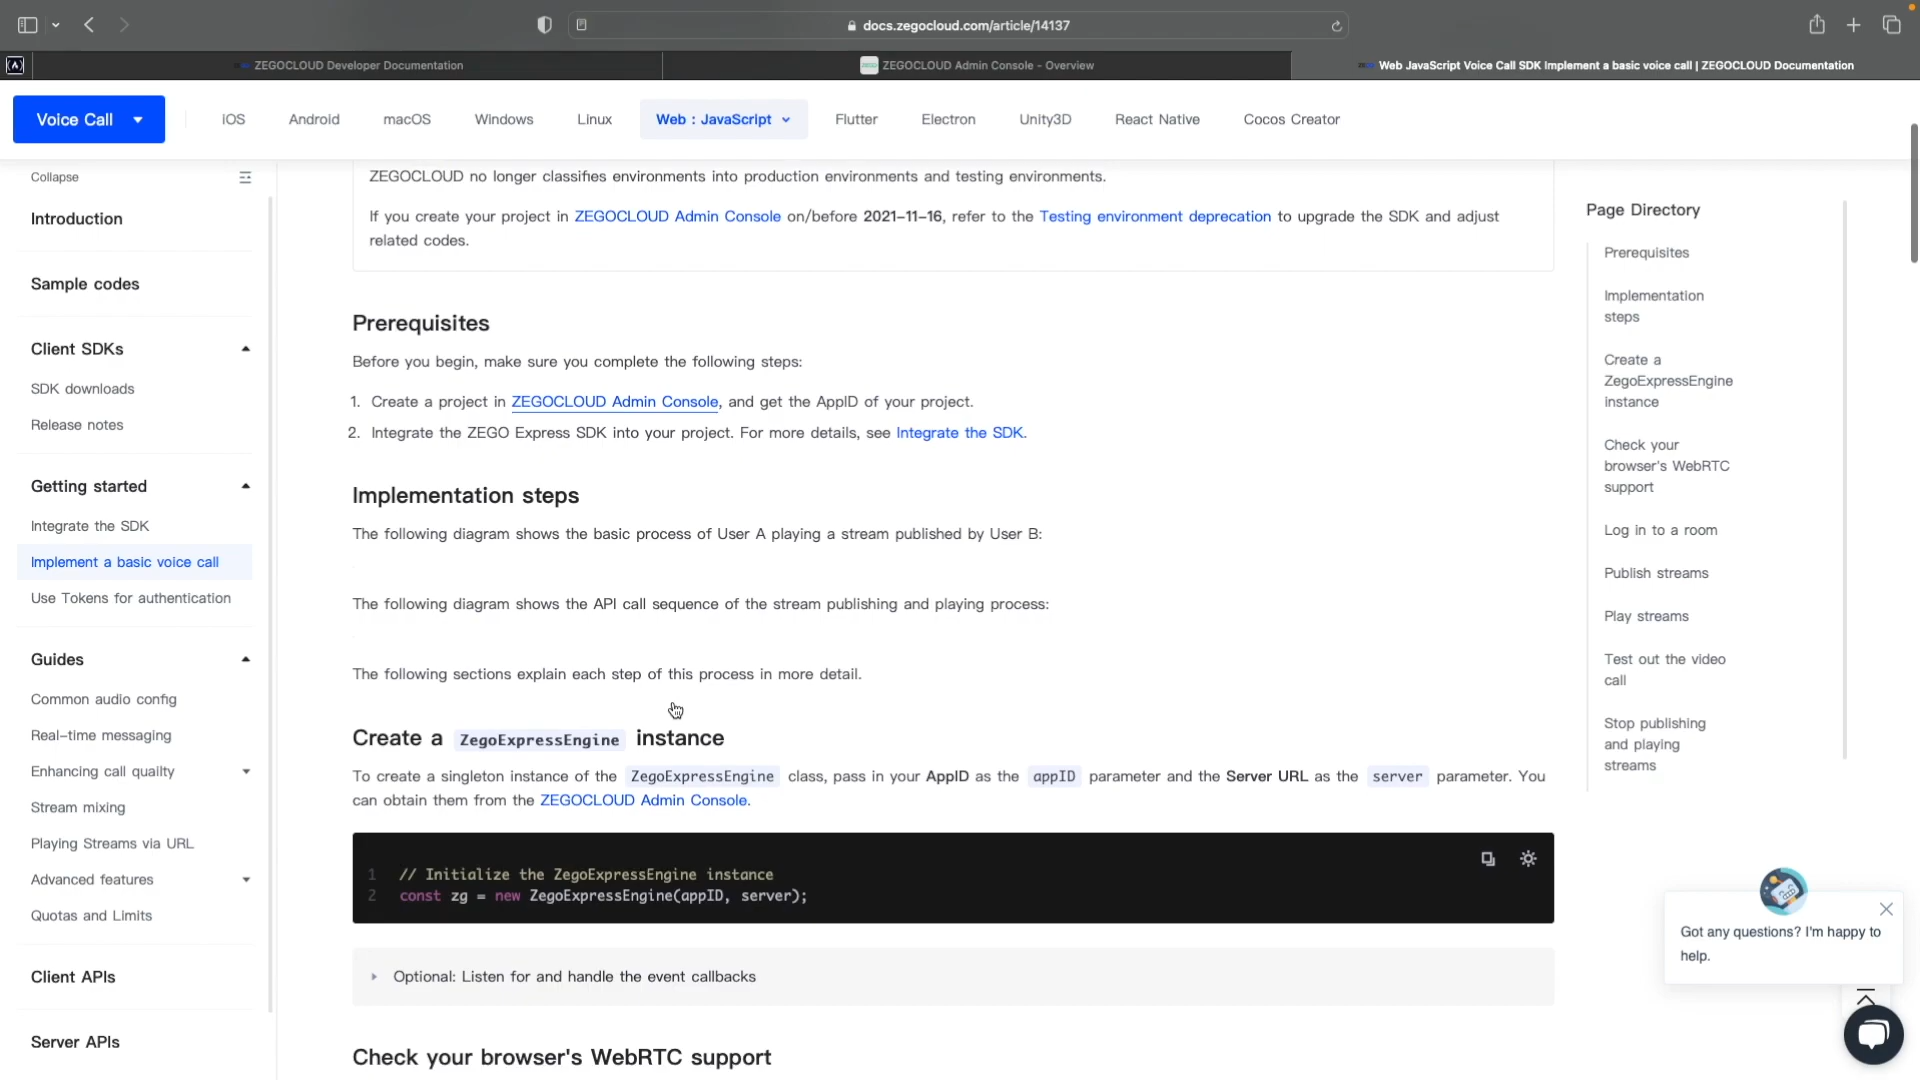 docs.zegocloud.com/article/14137
ZEGOCLOUD Developer Documentation
ZEGOCLOUD Admin Console - Overview
Web JavaScript Voice Call SDK Implement a basic voice call | ZEGOCLOUD Documentation
Voice Call
iOS
Android
macOS
Windows
Linux
Web : JavaScript
Flutter
Electron
Unity3D
React Native
Cocos Creator
Collapse
Introduction
Sample codes
Client SDKs
SDK downloads
Release notes
Getting started
Integrate the SDK
Implement a basic voice call
Use Tokens for authentication
Guides
Common audio config
Real-time messaging
Enhancing call quailty
Stream mixing
Playing Streams via URL
Advanced features
Quotas and Limits
Client APIs
Server APIs
ZEGOCLOUD no longer classifies environments into production environments and testing environments.
If you create your project in ZEGOCLOUD Admin Console on/before 2021-11-16, refer to the Testing environment deprecation to upgrade the SDK and adjust
related codes.
Prerequisites
Before you begin, make sure you complete the following steps:
1. Create a project in ZEGOCLOUD Admin Console, and get the AppID of your project.
2. Integrate the ZEGO Express SDK into your project. For more details, see Integrate the SDK.
Implementation steps
The following diagram shows the basic process of User A playing a stream published by User B:
The following diagram shows the API call sequence of the stream publishing and playing process:
The following sections explain each step of this process in more detail.
Create a ZegoExpressEngine instance
To create a singleton instance of the ZegoExpressEngine class, pass in your AppID as the appID parameter and the Server URL as the server parameter. You
can obtain them from the ZEGOCLOUD Admin Console.
1 // Initialize the ZegoExpressEngine instance
2 const zg = new ZegoExpressEngine(appID, server);
Optional: Listen for and handle the event callbacks
Check your browser's WebRTC support
Page Directory
Prerequisites
Implementation
steps
Create a
ZegoExpressEngine
instance
Check your
browser's WebRTC
support
Log in to a room
Publish streams
Play streams
Test out the video
call
Stop publishing
and playing
streams
Got any questions? I'm happy to
help.